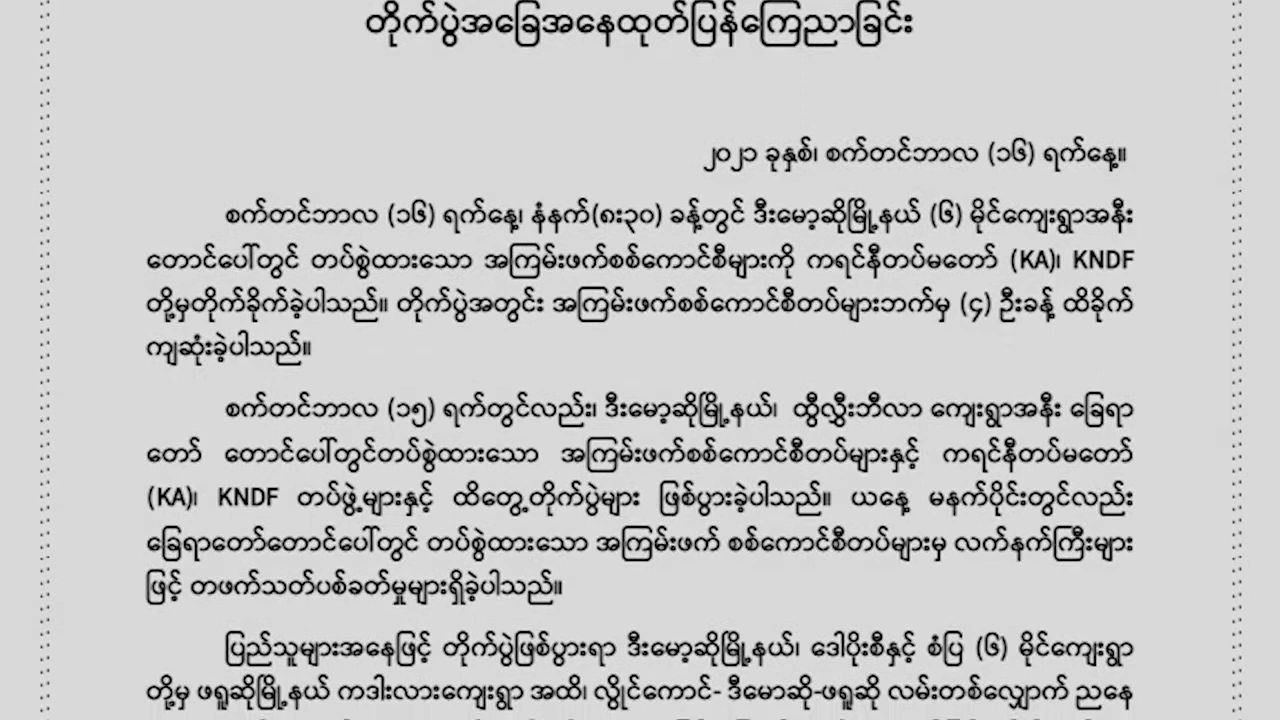 တိုက်ပွဲအခြေအနေထုတ်ပြန်ကြေညာခြင်း
၂၀၂၁ ခုနှစ်၊ စက်တင်ဘာလ (၁၆) ရက်နေ့။
စက်တင်ဘာလ (၁၆) ရက်နေ့၊ နံနက်(၈း၃၀) ခန့်တွင် ဒီးမော့ဆိုမြို့နယ် (၆) မိုင်ကျေးရွာအနီး
တောင်ပေါ်တွင် တပ်စွဲထားသော အကြမ်းဖက်စစ်ကောင်စီများကို ကရင်နီတပ်မတော် (KA)၊ KNDF
တို့မှတိုက်ခိုက်ခဲ့ပါသည်။ တိုက်ပွဲအတွင်း အကြမ်းဖက်စစ်ကောင်စီတပ်များဘက်မှ (၄) ဦးခန့် ထိခိုက်
ကျဆုံးခဲ့ပါသည်။
စက်တင်ဘာလ (၁၅) ရက်တွင်လည်း၊ ဒီးမော့ဆိုမြို့နယ်၊ ထွီလွှီးဘီလာ ကျေးရွာအနီး ခြေရာ
တော် တောင်ပေါ်တွင်တပ်စွဲထားသော အကြမ်းဖက်စစ်ကောင်စီတပ်များနှင့် ကရင်နီတပ်မတော်
(KA)၊ KNDF တပ်ဖွဲ့များနှင့် ထိတွေ့တိုက်ပွဲများ ဖြစ်ပွားခဲ့ပါသည်။ ယနေ့ မနက်ပိုင်းတွင်လည်း
ခြေရာတော်တောင်ပေါ်တွင် တပ်စွဲထားသော အကြမ်းဖက် စစ်ကောင်စီတပ်များမှ လက်နက်ကြီးများ
ဖြင့် တဖက်သတ်ပစ်ခတ်မှုများရှိခဲ့ပါသည်။
ပြည်သူများအနေဖြင့် တိုက်ပွဲဖြစ်ပွားရာ ဒီးမော့ဆိုမြို့နယ်၊ ဒေါပိုးစီနှင့် စံပြ (၆) မိုင်ကျေးရွာ
တို့မှ ဖရူဆိုမြို့နယ် ကဒါးလားကျေးရွာ အထိ၊ လွိုင်ကောင်- ဒီမောဆို-ဖရူဆို လမ်းတစ်လျှောက် ညနေ